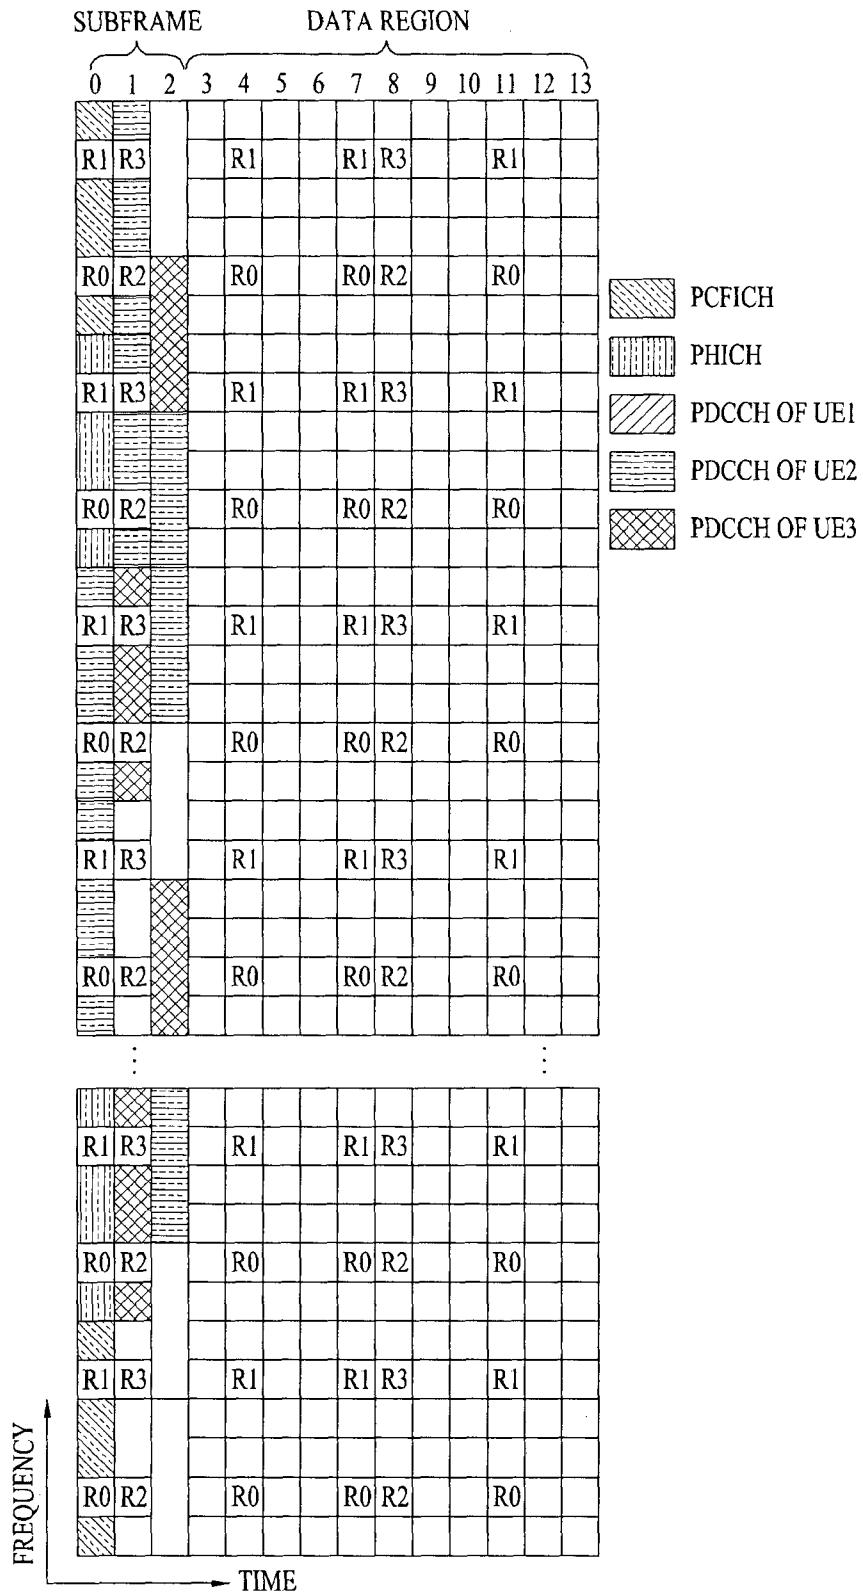 SUBFRAME DATA REGION
0 1 2 3 4 5 6 7 8 9 10 11 12 13
R1 R3 R1 R1 R3 R1
R0 R2 R0 R0 R2 R0
PCFICH
PHICH
R1 R3 R1 R1 R3 R1
PDCCH OF UE1
PDCCH OF UE2
R0 R2 R0 R0 R2 R0
PDCCH OF UE3
R1 R3 R1 R1 R3 R1
R0 R2 R0 R0 R2 R0
R1 R3 R1 R1 R3 R1
R0 R2 R0 R0 R2 R0
R1 R3 R1 R1 R3 R1
R0 R2 R0 R0 R2 R0
R1 R3 R1 R1 R3 R1
R0 R2 R0 R0 R2 R0
FREQUENCY
TIME